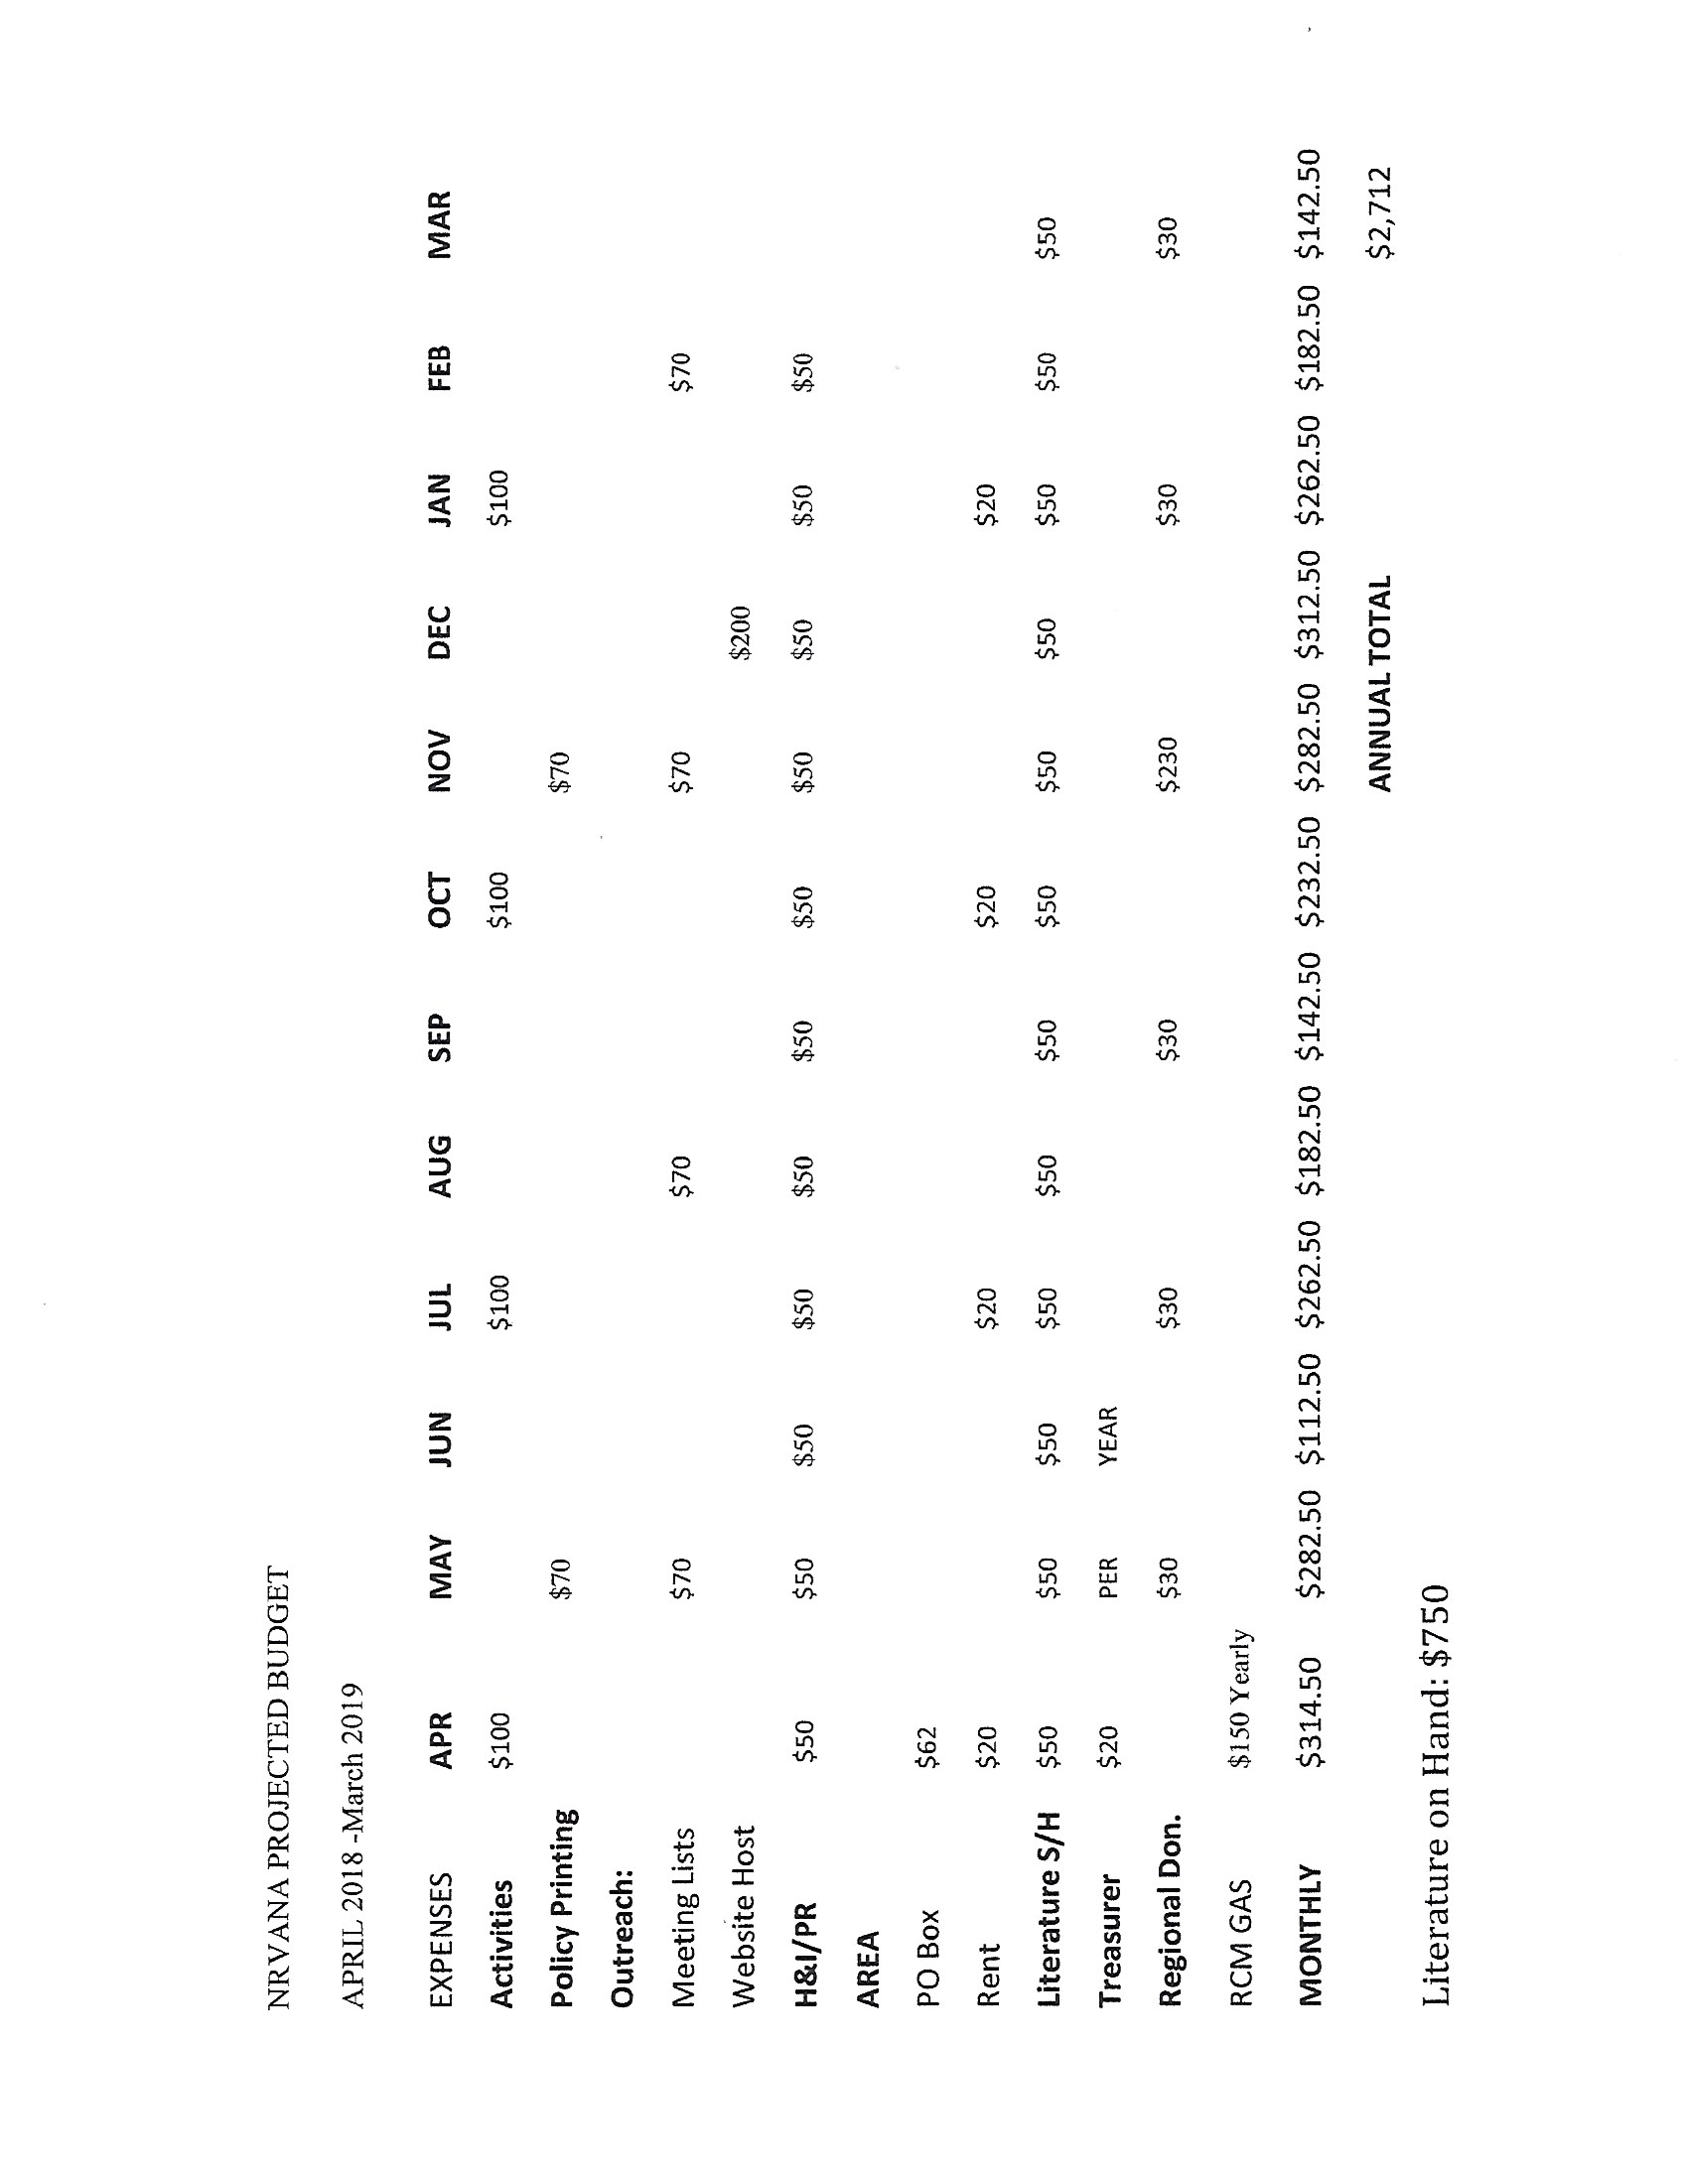 NRVANA PROJECTED BUDGET
APRIL 2018 -March 2019
EXPENSES APR MAY JUN JUL AUG SEP OCT NOV DEC JAN FEB MAR
Activities $100 $100 $100 $100
Policy Printing $70 $70
Outreach:
Meeting Lists $70 $70 $70 $70
Website Host $200
H&I/PR $50 $50 $50 $50 $50 $50 $50 $50 $50 $50 $50
AREA
PO Box $62
Rent $20 $20 $20 $20
Literature S/H $50 $50 $50 $50 $50 $50 $50 $50 $50 $50 $50 $50
Treasurer $20 PER YEAR
Regional Don. $30 $30 $30 $230 $30 $30
RCM GAS $150 Yearly
MONTHLY $314.50 $282.50 $112.50 $262.50 $182.50 $142.50 $232.50 $282.50 $312.50 $262.50 $182.50 $142.50
ANNUAL TOTAL $2,712
Literature on Hand: $750